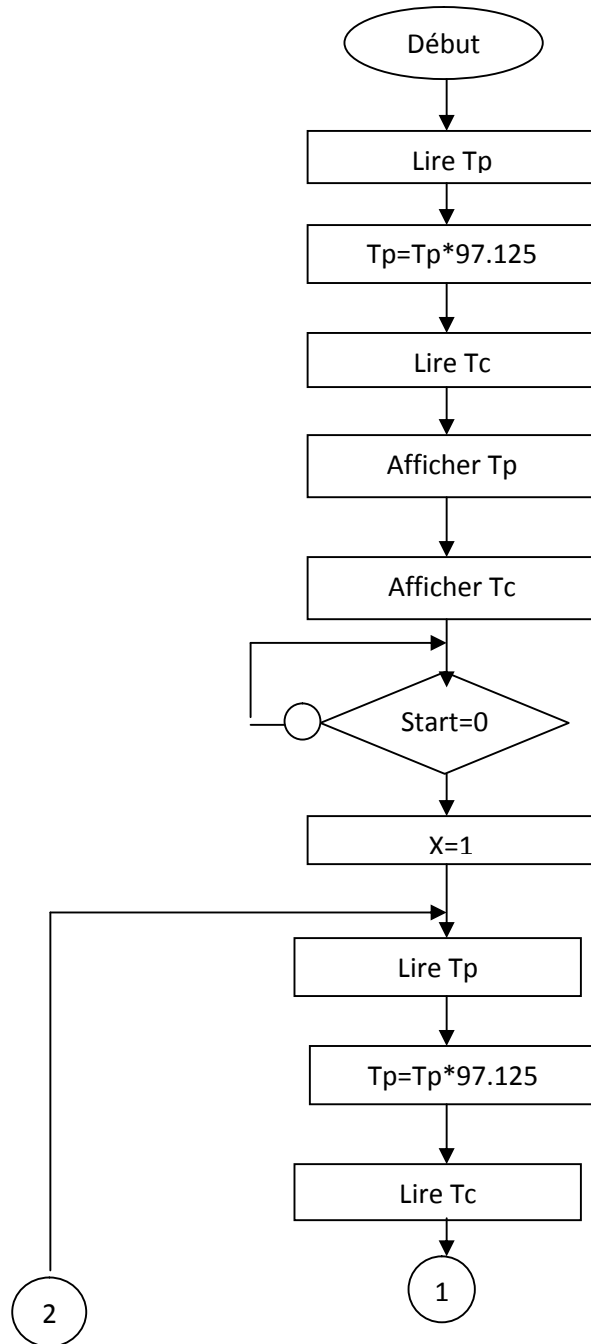 Début
Lire Tp
Tp=Tp*97.125
Lire Tc
Afficher Tp
Afficher Tc
Start=0
X=1
Lire Tp
Tp=Tp*97.125
Lire Tc
1
2